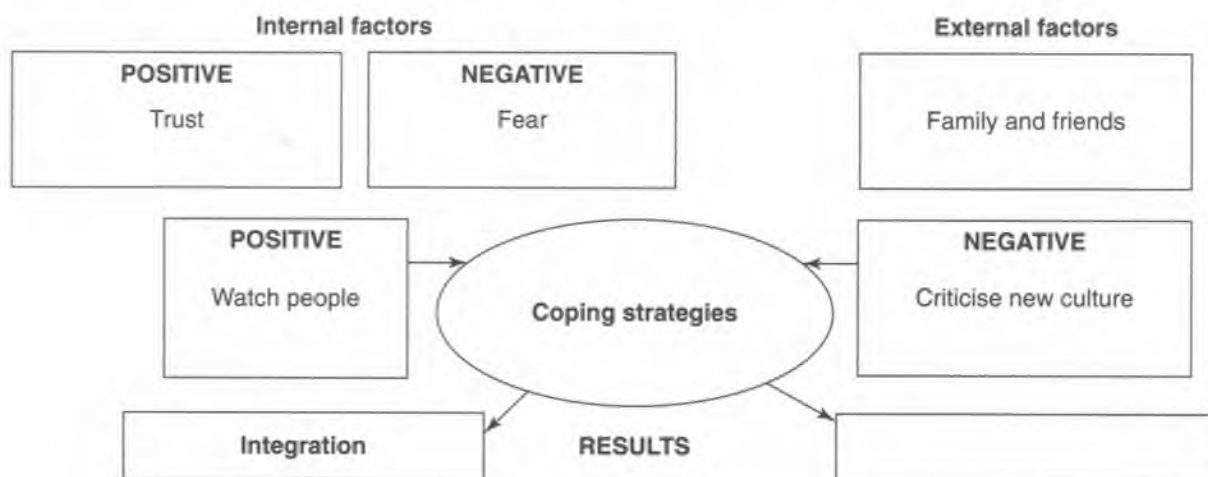 Internal factors
External factors
POSITIVE
Trust
NEGATIVE
Fear
Family and friends
POSITIVE
Watch people
Coping strategies
NEGATIVE
Criticise new culture
Integration
RESULTS